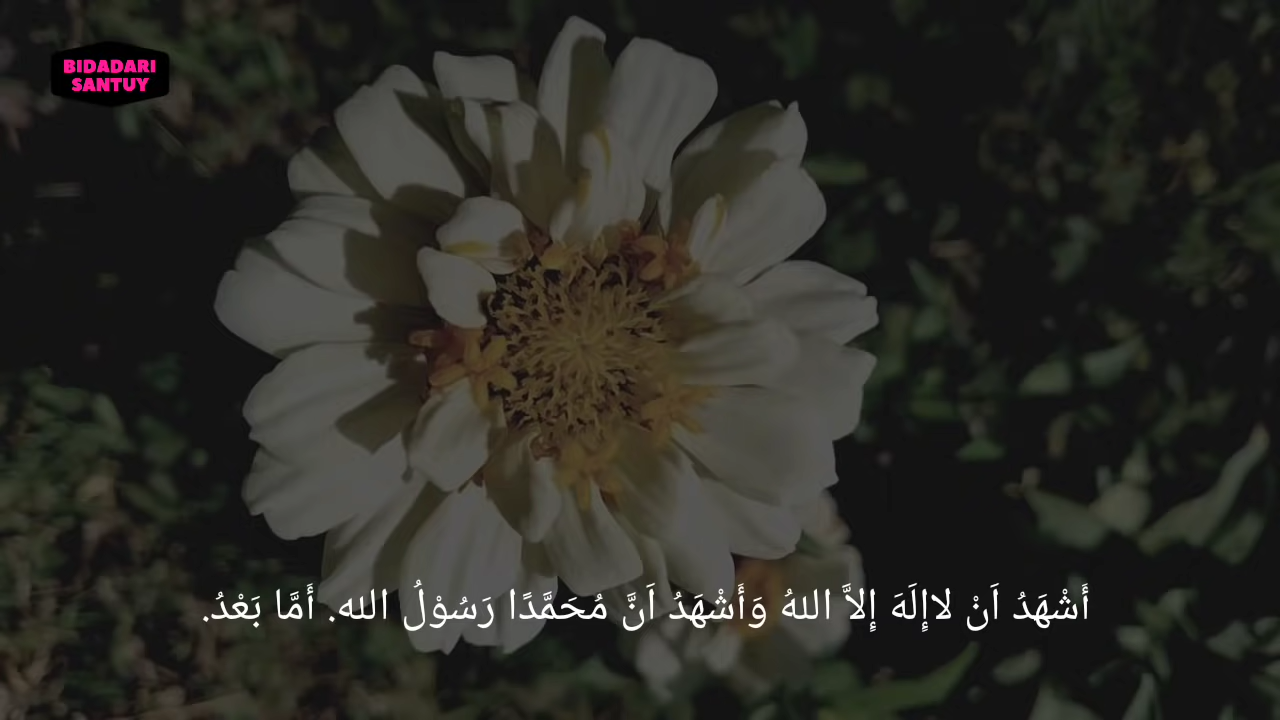 BIDADARI
SANTUY
أَشْهَدُ اَنْ لاإِلَهَ إِلاَّ اللهُ وَأَشْهَدُ اَنَّ مُحَمَّدًا رَسُوْلُ الله. أَمَّا بَعْدُ.